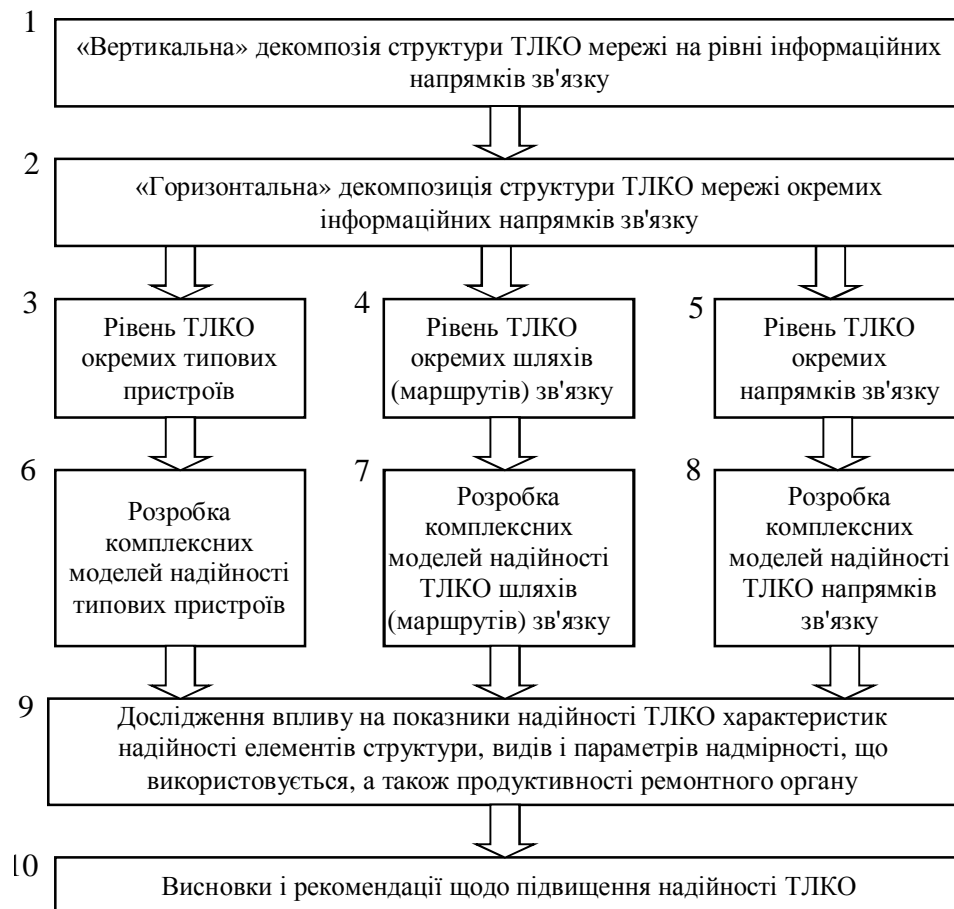 1
«Вертикальна» декомпозія структури ТЛКО мережі на рівні інформаційних
напрямків зв'язку
2
«Горизонтальна» декомпозиція структури ТЛКО мережі окремих
інформаційних напрямків зв'язку
3
Рівень ТЛКО
окремих типових
пристроїв
4
Рівень ТЛКО
окремих шляхів
(маршрутів) зв'язку
5
Рівень ТЛКО
окремих
напрямків зв'язку
6
Розробка
комплексних
моделей надійності
типових пристроїв
7
Розробка
комплексних
моделей надійності
ТЛКО шляхів
(маршрутів) зв'язку
8
Розробка
комплексних
моделей надійності
ТЛКО напрямків
зв'язку
9
Дослідження впливу на показники надійності ТЛКО характеристик
надійності елементів структури, видів і параметрів надмірності, що
використовується, а також продуктивності ремонтного органу
10
Висновки і рекомендації щодо підвищення надійності ТЛКО